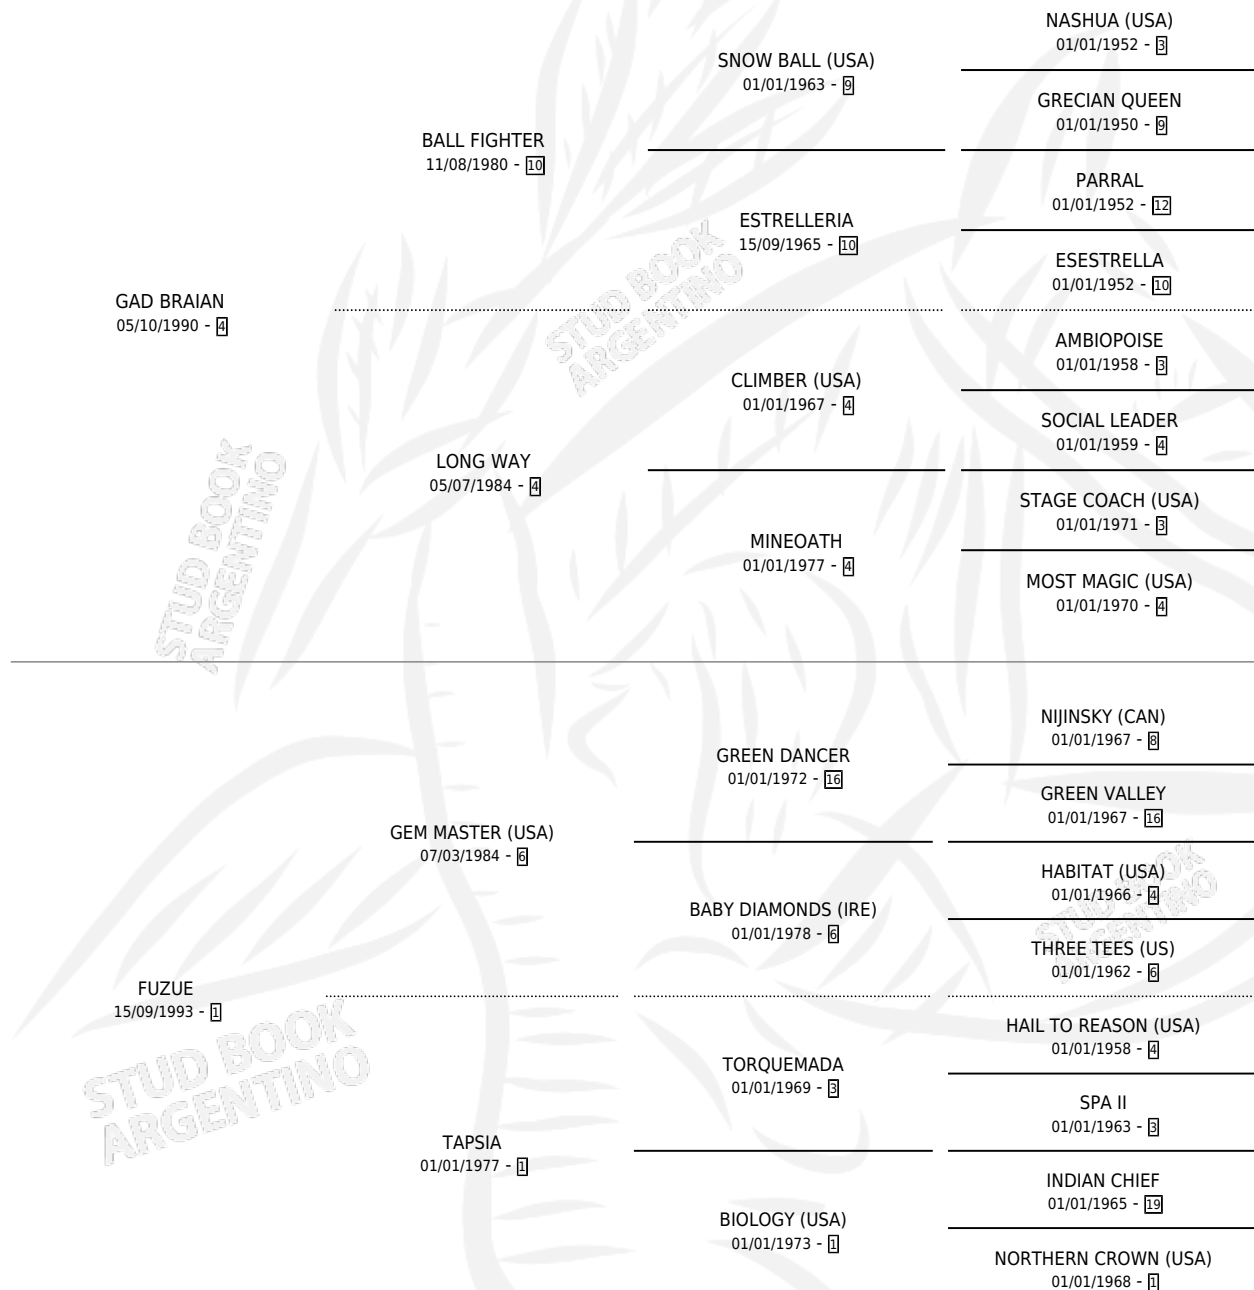 NASHUA (USA)
01/01/1952 - 3
SNOW BALL (USA)
01/01/1963 - 9
GRECIAN QUEEN
01/01/1950 - 9
BALL FIGHTER
11/08/1980 - 10
PARRAL
01/01/1952 - 12
ESTRELLERIA
15/09/1965 - 10
ESESTRELLA
01/01/1952 - 10
GAD BRAIAN
05/10/1990 - 4
AMBIOPOISE
01/01/1958 - 3
CLIMBER (USA)
01/01/1967 - 4
SOCIAL LEADER
01/01/1959 - 4
LONG WAY
05/07/1984 - 4
STAGE COACH (USA)
01/01/1971 - 3
MINEOATH
01/01/1977 - 4
MOST MAGIC (USA)
01/01/1970 - 4
NIJINSKY (CAN)
01/01/1967 - 8
GREEN DANCER
01/01/1972 - 16
GREEN VALLEY
01/01/1967 - 16
GEM MASTER (USA)
07/03/1984 - 6
HABITAT (USA)
01/01/1966 - 4
BABY DIAMONDS (IRE)
01/01/1978 - 6
THREE TEES (US)
01/01/1962 - 6
FUZUE
15/09/1993 - 1
HAIL TO REASON (USA)
01/01/1958 - 4
TORQUEMADA
01/01/1969 - 3
SPA II
01/01/1963 - 3
TAPSIA
01/01/1977 - 1
INDIAN CHIEF
01/01/1965 - 19
BIOLOGY (USA)
01/01/1973 - 1
NORTHERN CROWN (USA)
01/01/1968 - 1
STUD BOOK
ARGENTINO
STUD BOOK
ARGENTINO
STUD BOOK
ARGENTINO
STUD BOOK
ARGENTINO